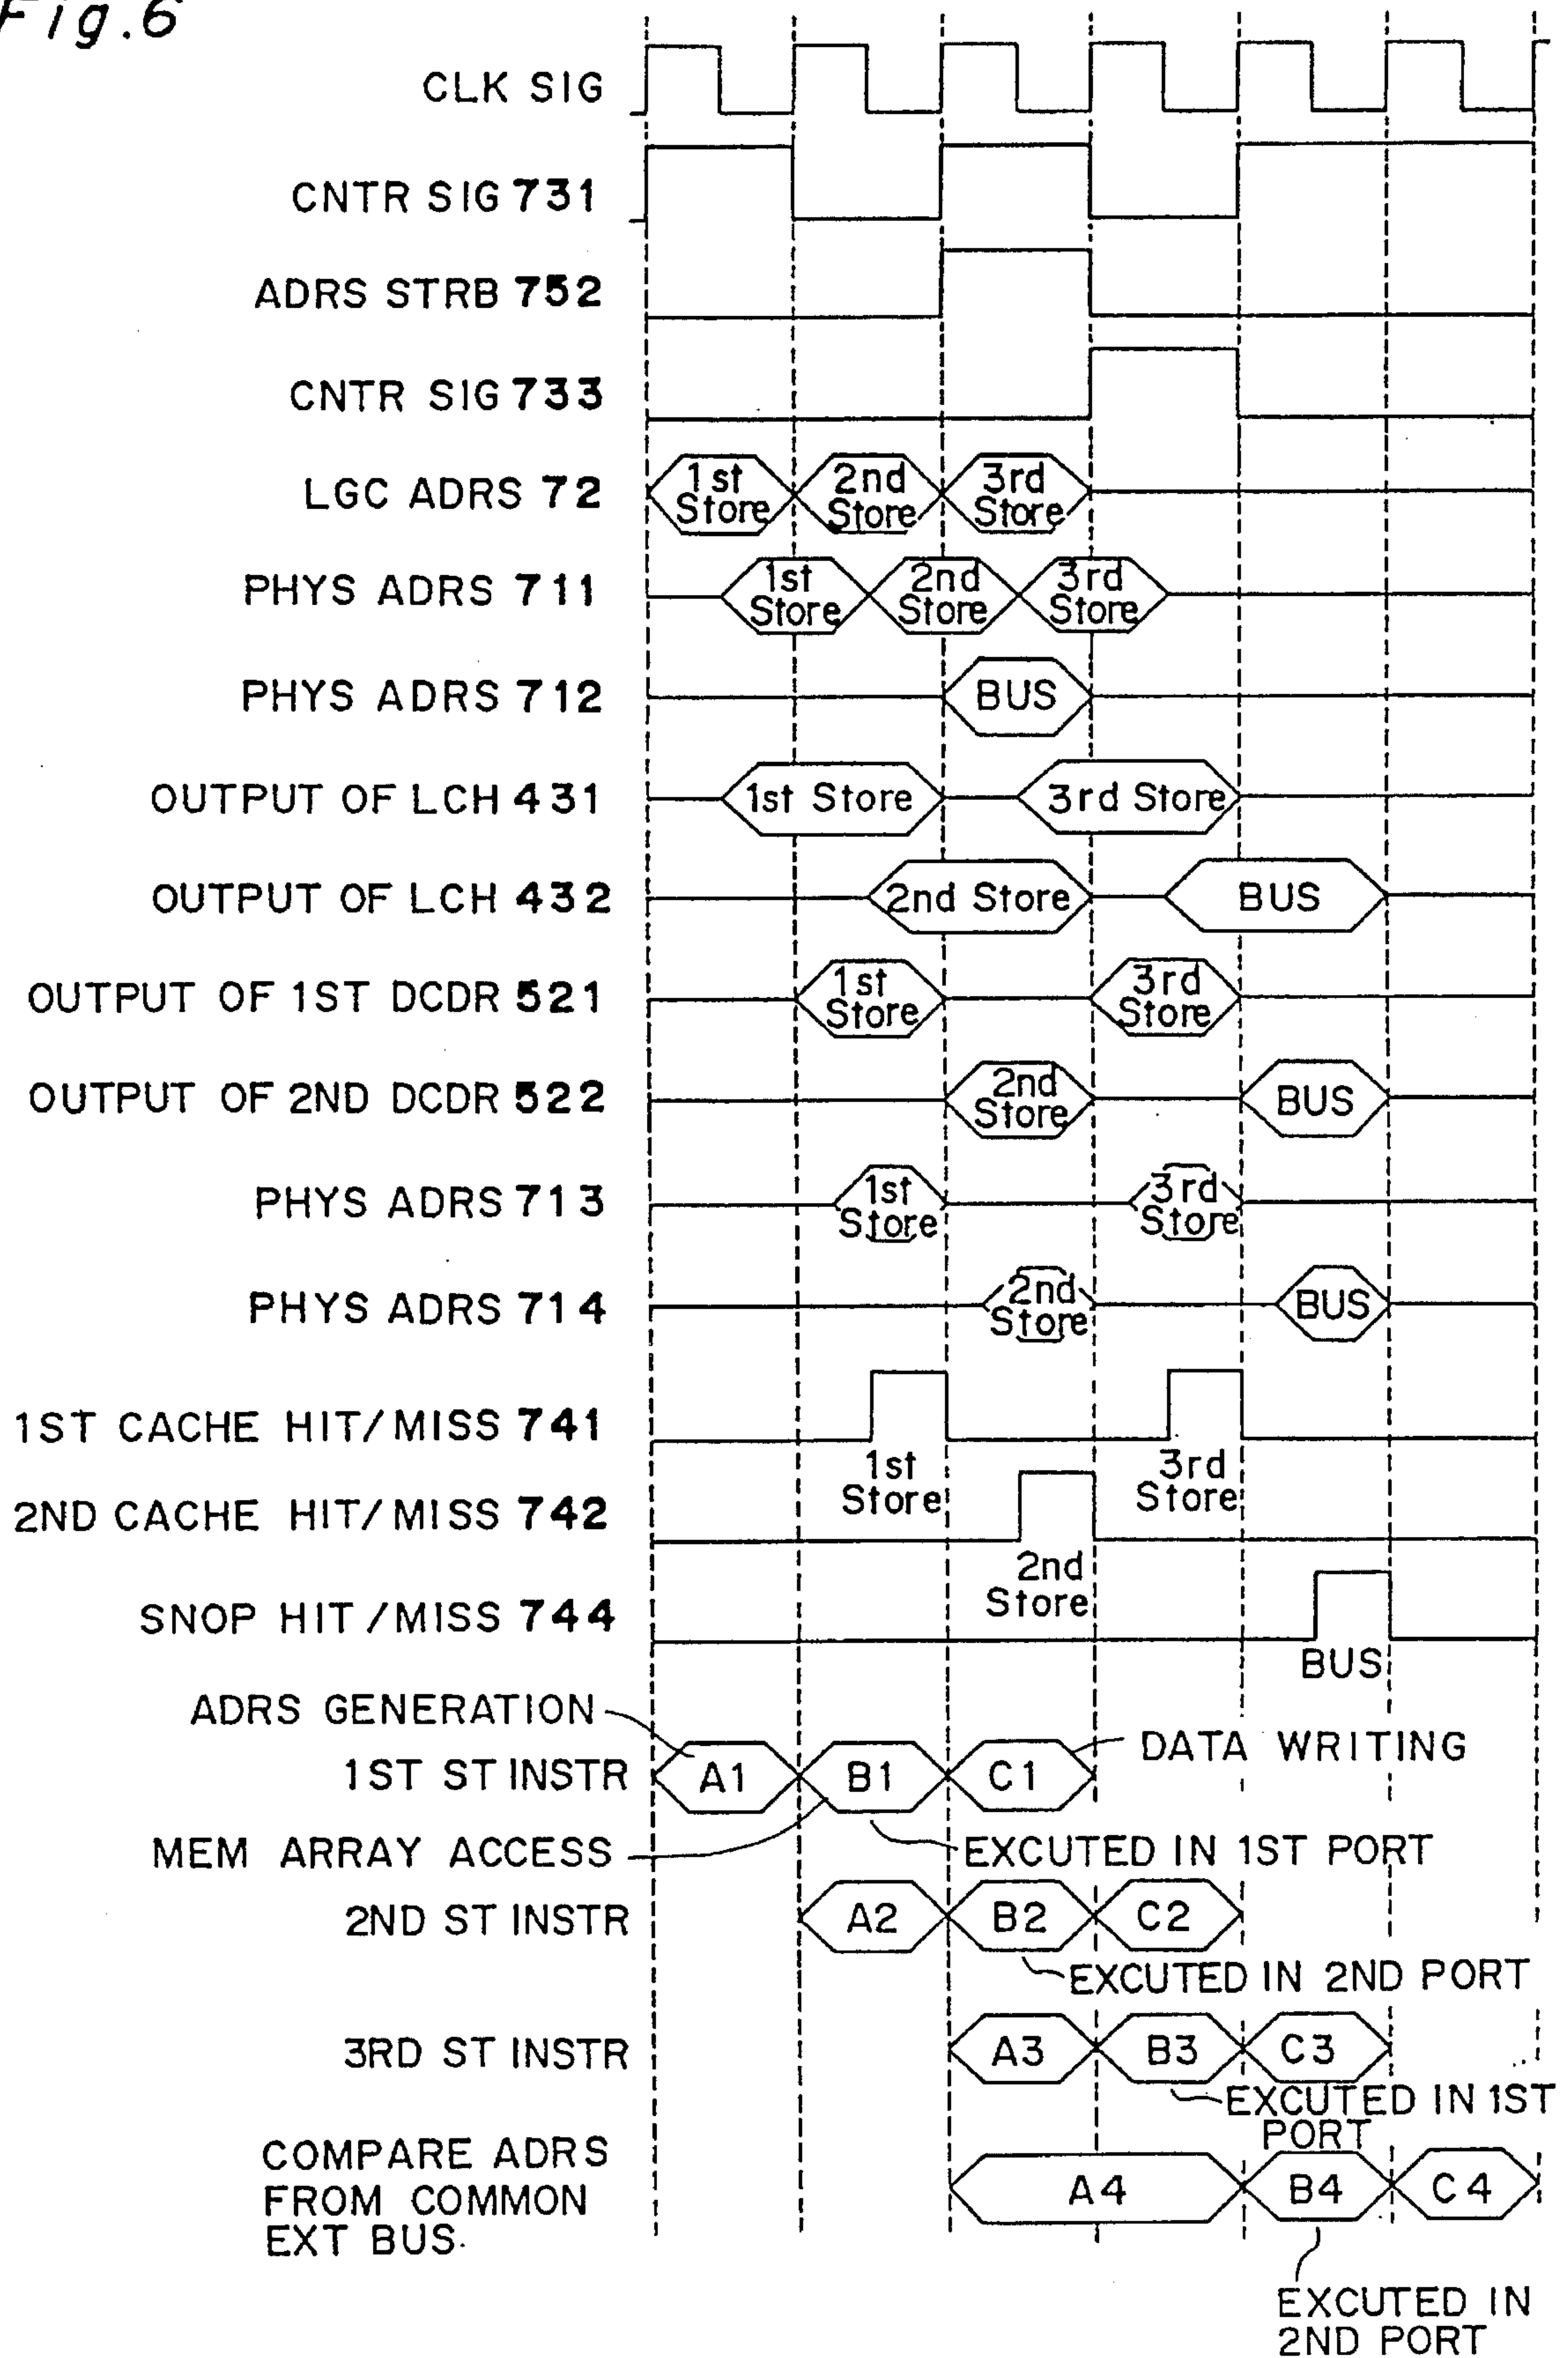 Fig.6
CLK SIG
CNTR SIG 731
ADRS STRB 752
CNTR SIG 733
LGC ADRS 72
1st Store
2nd Store
3rd Store
PHYS ADRS 711
1st Store
2nd Store
3rd Store
PHYS ADRS 712
BUS
OUTPUT OF LCH 431
1st Store
3rd Store
OUTPUT OF LCH 432
2nd Store
BUS
OUTPUT OF 1ST DCDR 521
1st Store
3rd Store
OUTPUT OF 2ND DCDR 522
2nd Store
BUS
PHYS ADRS 713
1st Store
3rd Store
PHYS ADRS 714
2nd Store
BUS
1ST CACHE HIT/MISS 741
1st Store
3rd Store
2ND CACHE HIT/MISS 742
2nd Store
SNOP HIT/MISS 744
BUS
ADRS GENERATION
1ST ST INSTR
A1
B1
C1
DATA WRITING
MEM ARRAY ACCESS
EXCUTED IN 1ST PORT
2ND ST INSTR
A2
B2
C2
EXCUTED IN 2ND PORT
3RD ST INSTR
A3
B3
C3
EXCUTED IN 1ST
PORT
COMPARE ADRS
FROM COMMON
EXT BUS.
A4
B4
C4
EXCUTED IN
2ND PORT